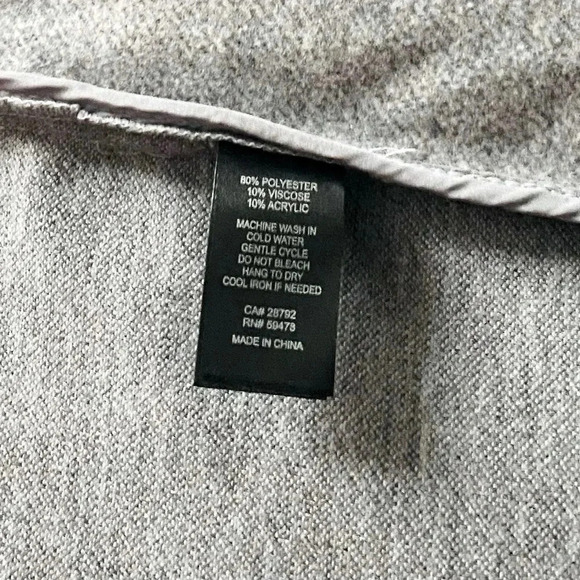 80% POLYESTER
10% VISCOSE
10% ACRYLIC
MACHINE WASH IN
COLD WATER
GENTLE CYCLE
DO NOT BLEACH
HANG TO DRY
COOL IRON IF NEEDED
CA# 28792
RN# 59478
MADE IN CHINA